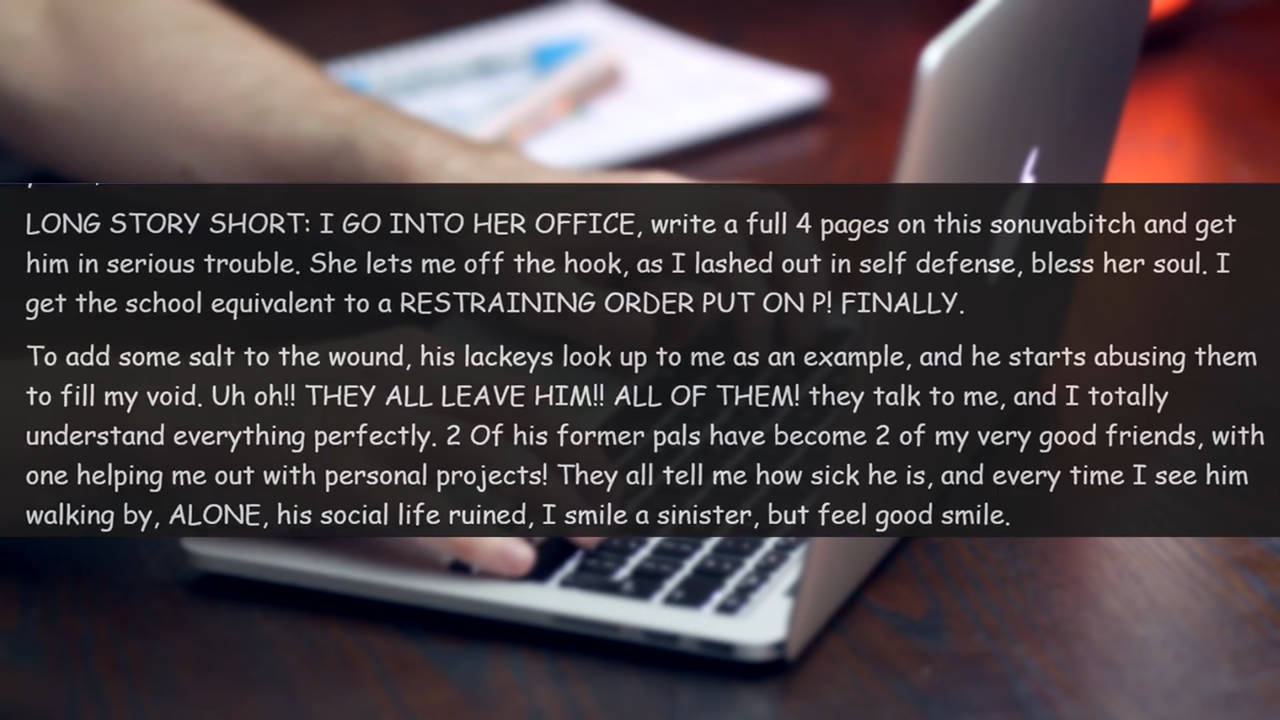 LONG STORY SHORT: I GO INTO HER OFFICE, write a full 4 pages on this sonuvabitch and get
him in serious trouble. She lets me off the hook, as I lashed out in self defense, bless her soul. I
get the school equivalent to a RESTRAINING ORDER PUT ON P! FINALLY.
To add some salt to the wound, his lackeys look up to me as an example, and he starts abusing them
to fill my void. Uh oh!! THEY ALL LEAVE HIM!! ALL OF THEM! they talk to me, and I totally
understand everything perfectly. 2 Of his former pals have become 2 of my very good friends, with
one helping me out with personal projects! They all tell me how sick he is, and every time I see him
walking by, ALONE, his social life ruined, I smile a sinister, but feel good smile.